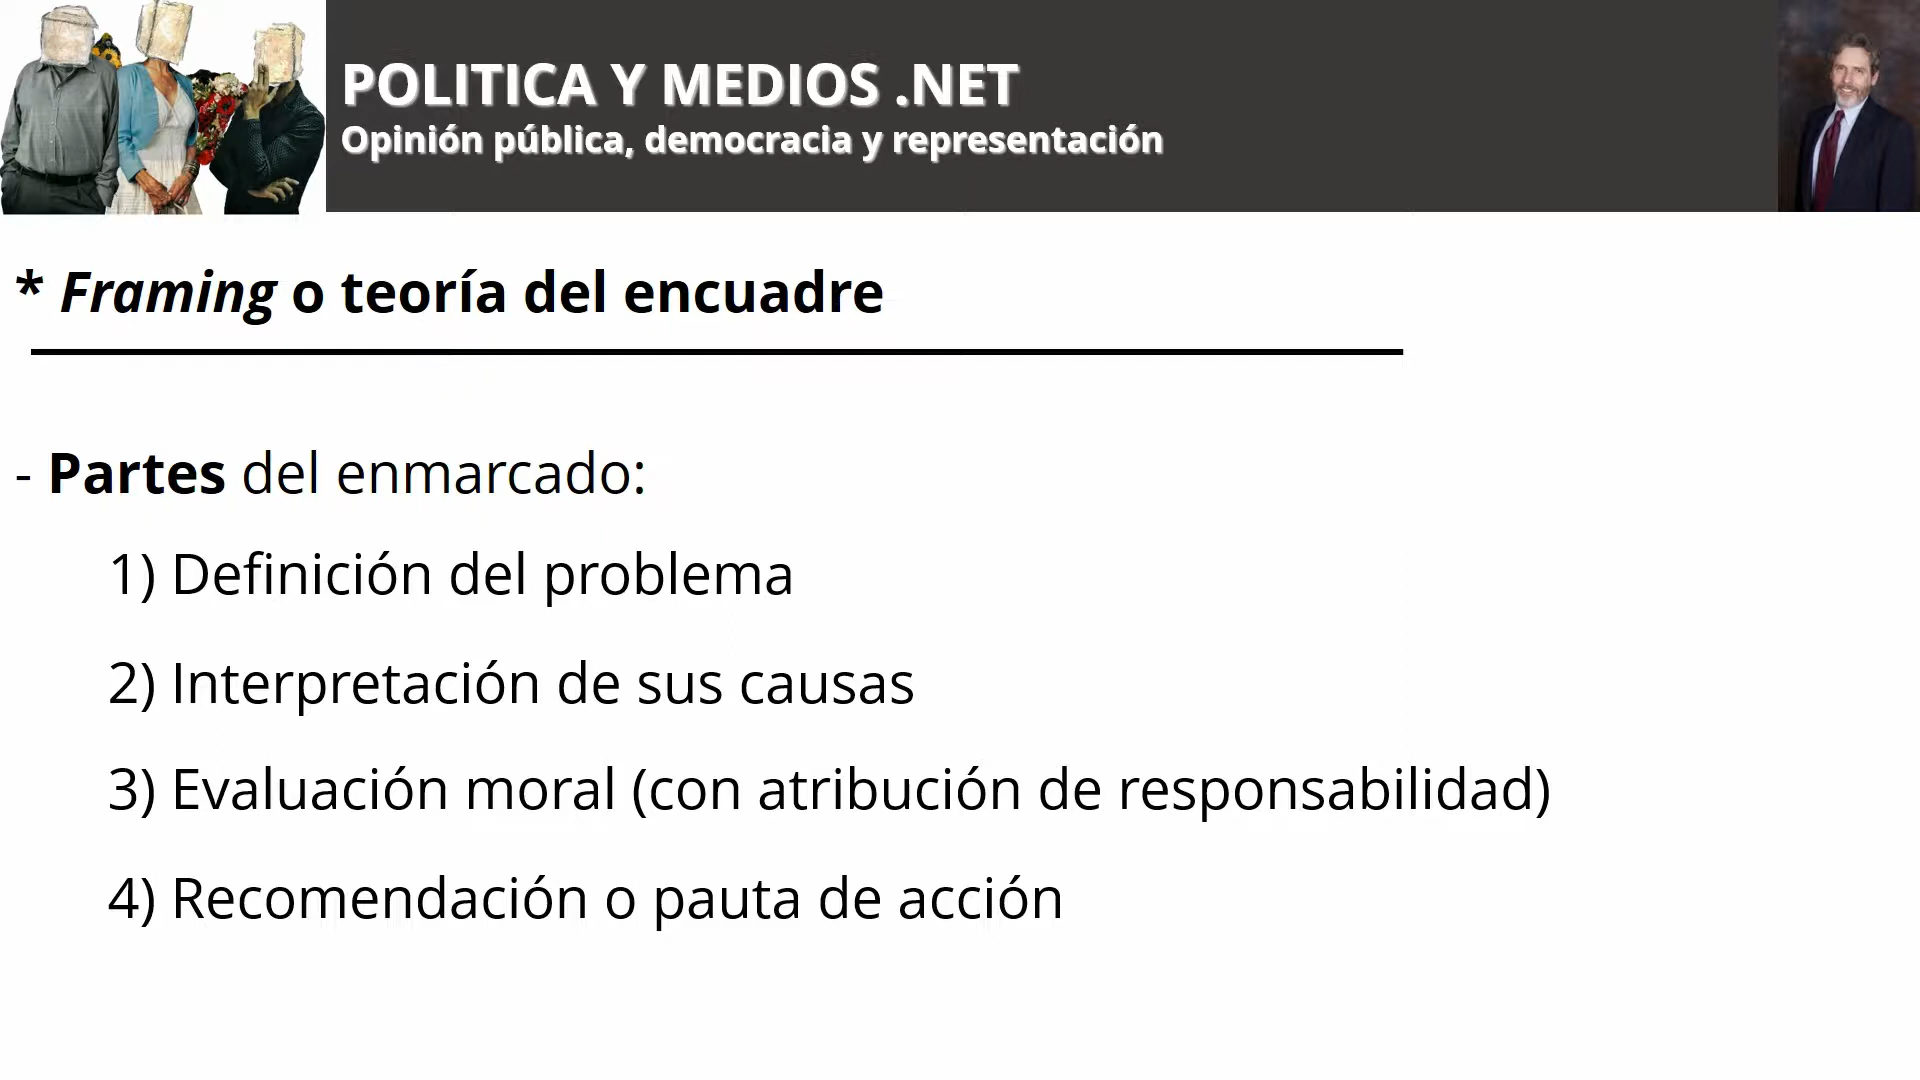 POLITICA Y MEDIOS .NET
Opinión pública, democracia y representación
* Framing o teoría del encuadre
- Partes del enmarcado:
1) Definición del problema
2) Interpretación de sus causas
3) Evaluación moral (con atribución de responsabilidad)
4) Recomendación o pauta de acción